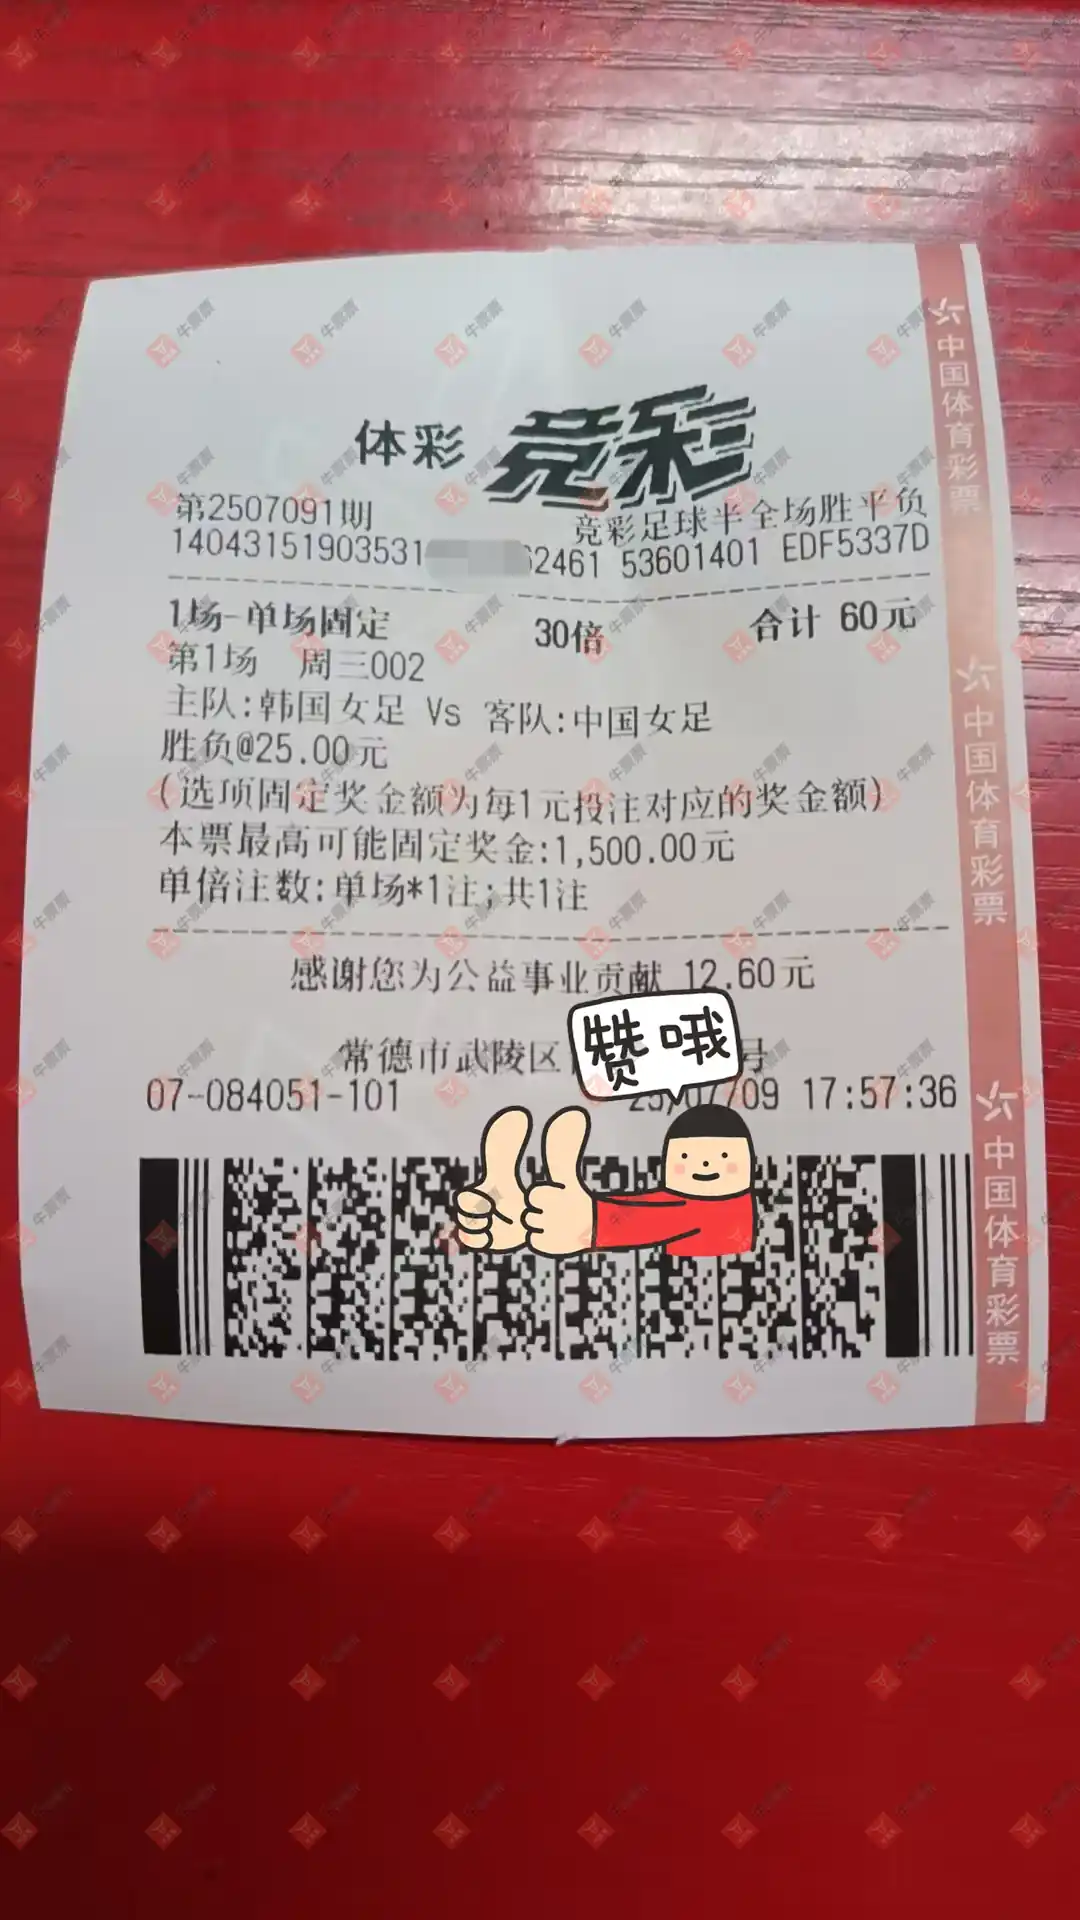 体彩 竞彩
第2507091期
竞彩足球半全场胜平负
14043151903531 62461 53601401 EDF5337D
1场-单场固定 30倍 合计 60元
第1场 周三002
主队:韩国女足 Vs 客队:中国女足
胜负@25.00元
(选项固定奖金额为每1元投注对应的奖金额)
本票最高可能固定奖金:1,500.00元
单倍注数:单场*1注;共1注
感谢您为公益事业贡献 12.60元
赞哦
常德市武陵区 号
07-084051-101 25/07/09 17:57:36
中国体育彩票
中国体育彩票
中国体育彩票
牛票票